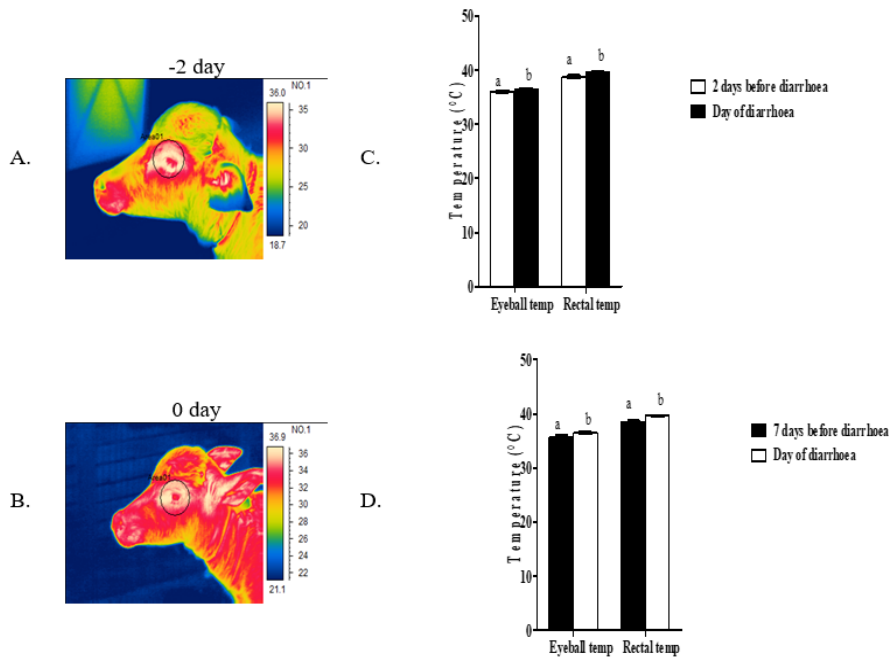 -2 day
A.
Area01
NO.1
36.0
35
30
25
20
18.7
C.
50
40
30
20
10
0
Temperature (°C)
a
b
a
b
Eyeball temp
Rectal temp
2 days before diarrhoea
Day of diarrhoea
0 day
B.
Area01
NO.1
36.9
36
34
32
30
28
26
24
22
21.1
D.
50
40
30
20
10
0
Temperature (°C)
a
b
a
b
Eyeball temp
Rectal temp
7 days before diarrhoea
Day of diarrhoea